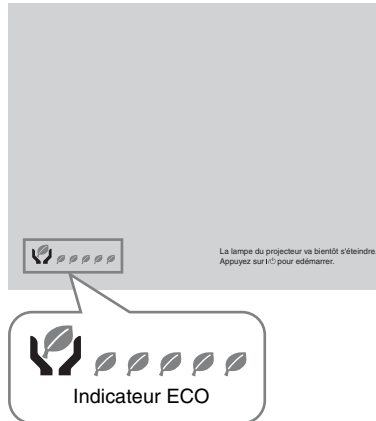 La lampe du projecteur va bientôt s'éteindre.
Appuyez sur I/⏻ pour edémarrer.
Indicateur ECO